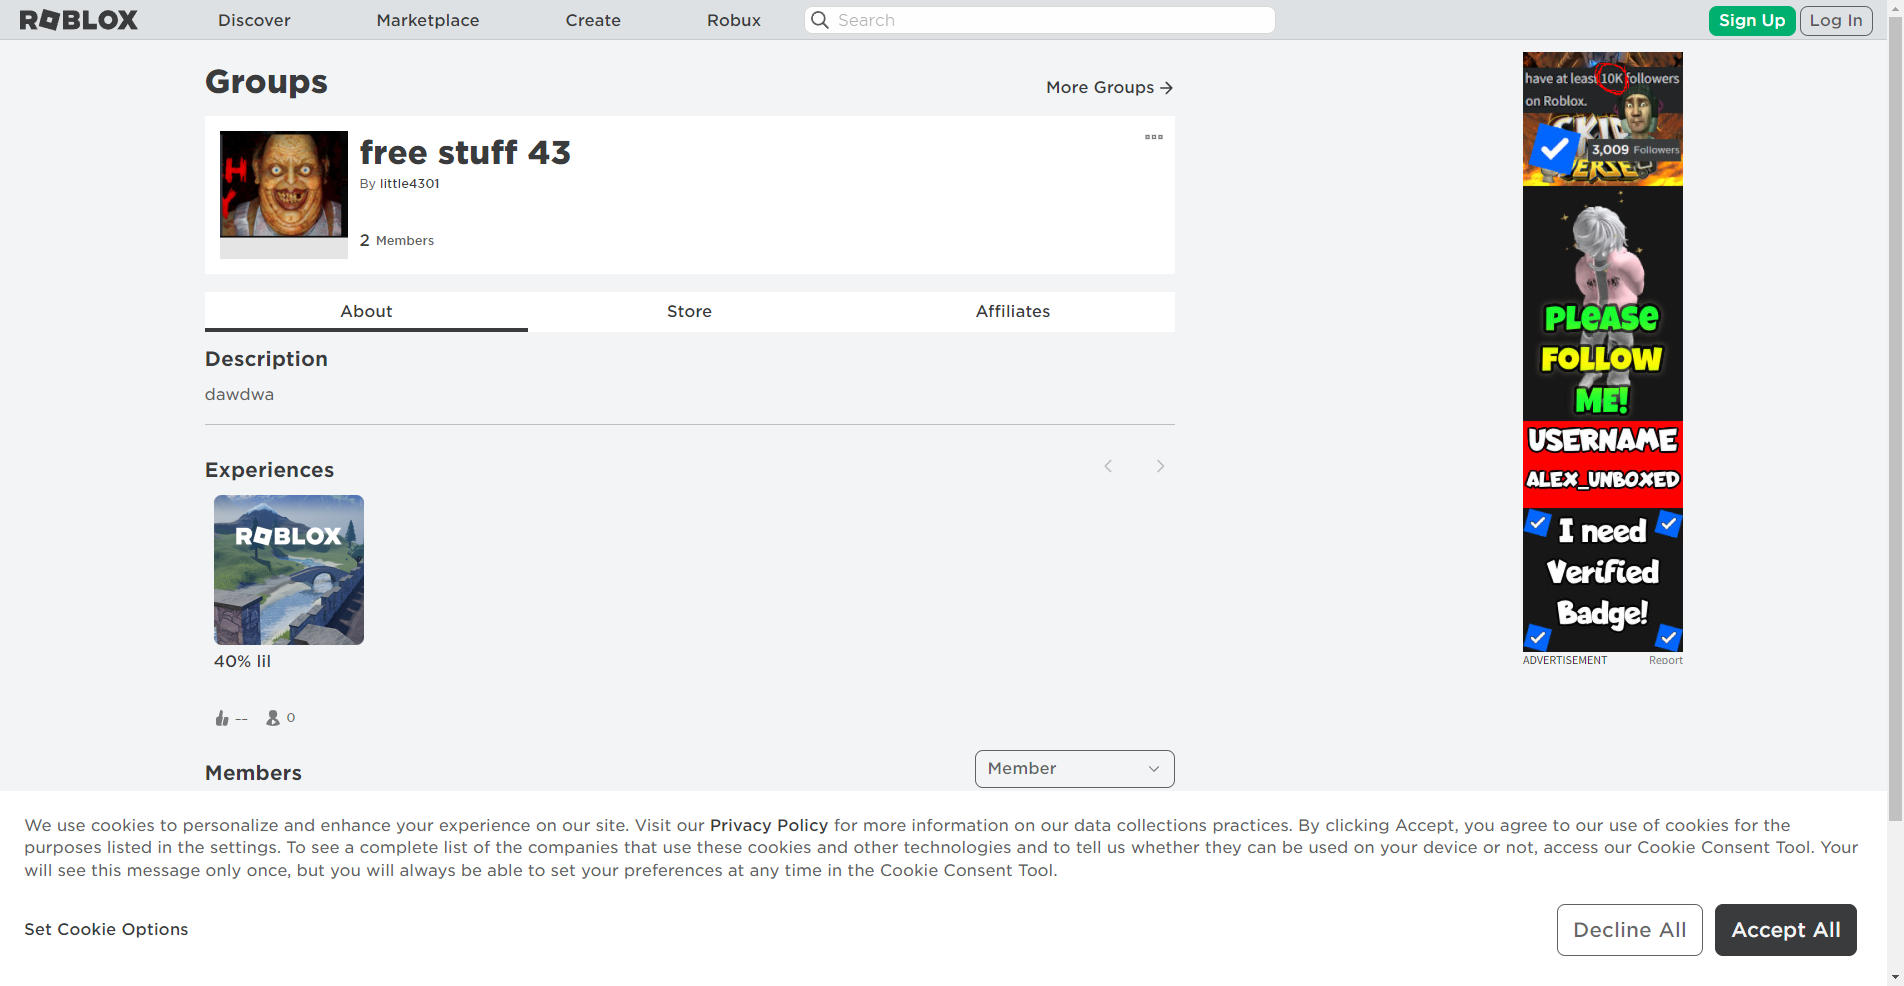 ROBLOX Discover Marketplace Create Robux Search Sign Up Log In
Groups
More Groups
H
Y
free stuff 43
By little4301
2 Members
About Store Affiliates
Description
dawdwa
Experiences
ROBLOX
40% lil
-- 0
Members
Member
have at least 10K followers
on Roblox.
3,009 Followers
PLEASE
FOLLOW
ME!
USERNAME
ALEX_UNBOXED
I need
Verified
Badge!
ADVERTISEMENT Report
We use cookies to personalize and enhance your experience on our site. Visit our Privacy Policy for more information on our data collections practices. By clicking Accept, you agree to our use of cookies for the
purposes listed in the settings. To see a complete list of the companies that use these cookies and other technologies and to tell us whether they can be used on your device or not, access our Cookie Consent Tool. Your
will see this message only once, but you will always be able to set your preferences at any time in the Cookie Consent Tool.
Set Cookie Options
Decline All Accept All